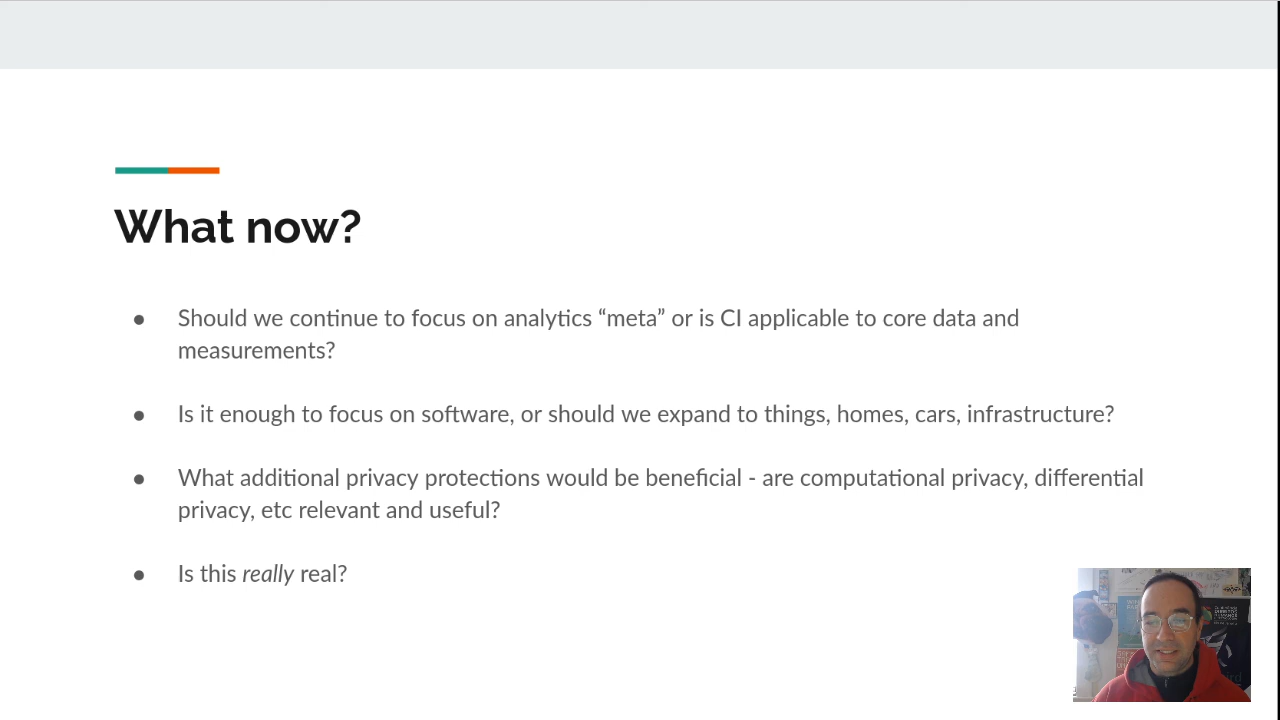 What now?
● Should we continue to focus on analytics “meta” or is CI applicable to core data and
measurements?
● Is it enough to focus on software, or should we expand to things, homes, cars, infrastructure?
● What additional privacy protections would be beneficial - are computational privacy, differential
privacy, etc relevant and useful?
● Is this really real?